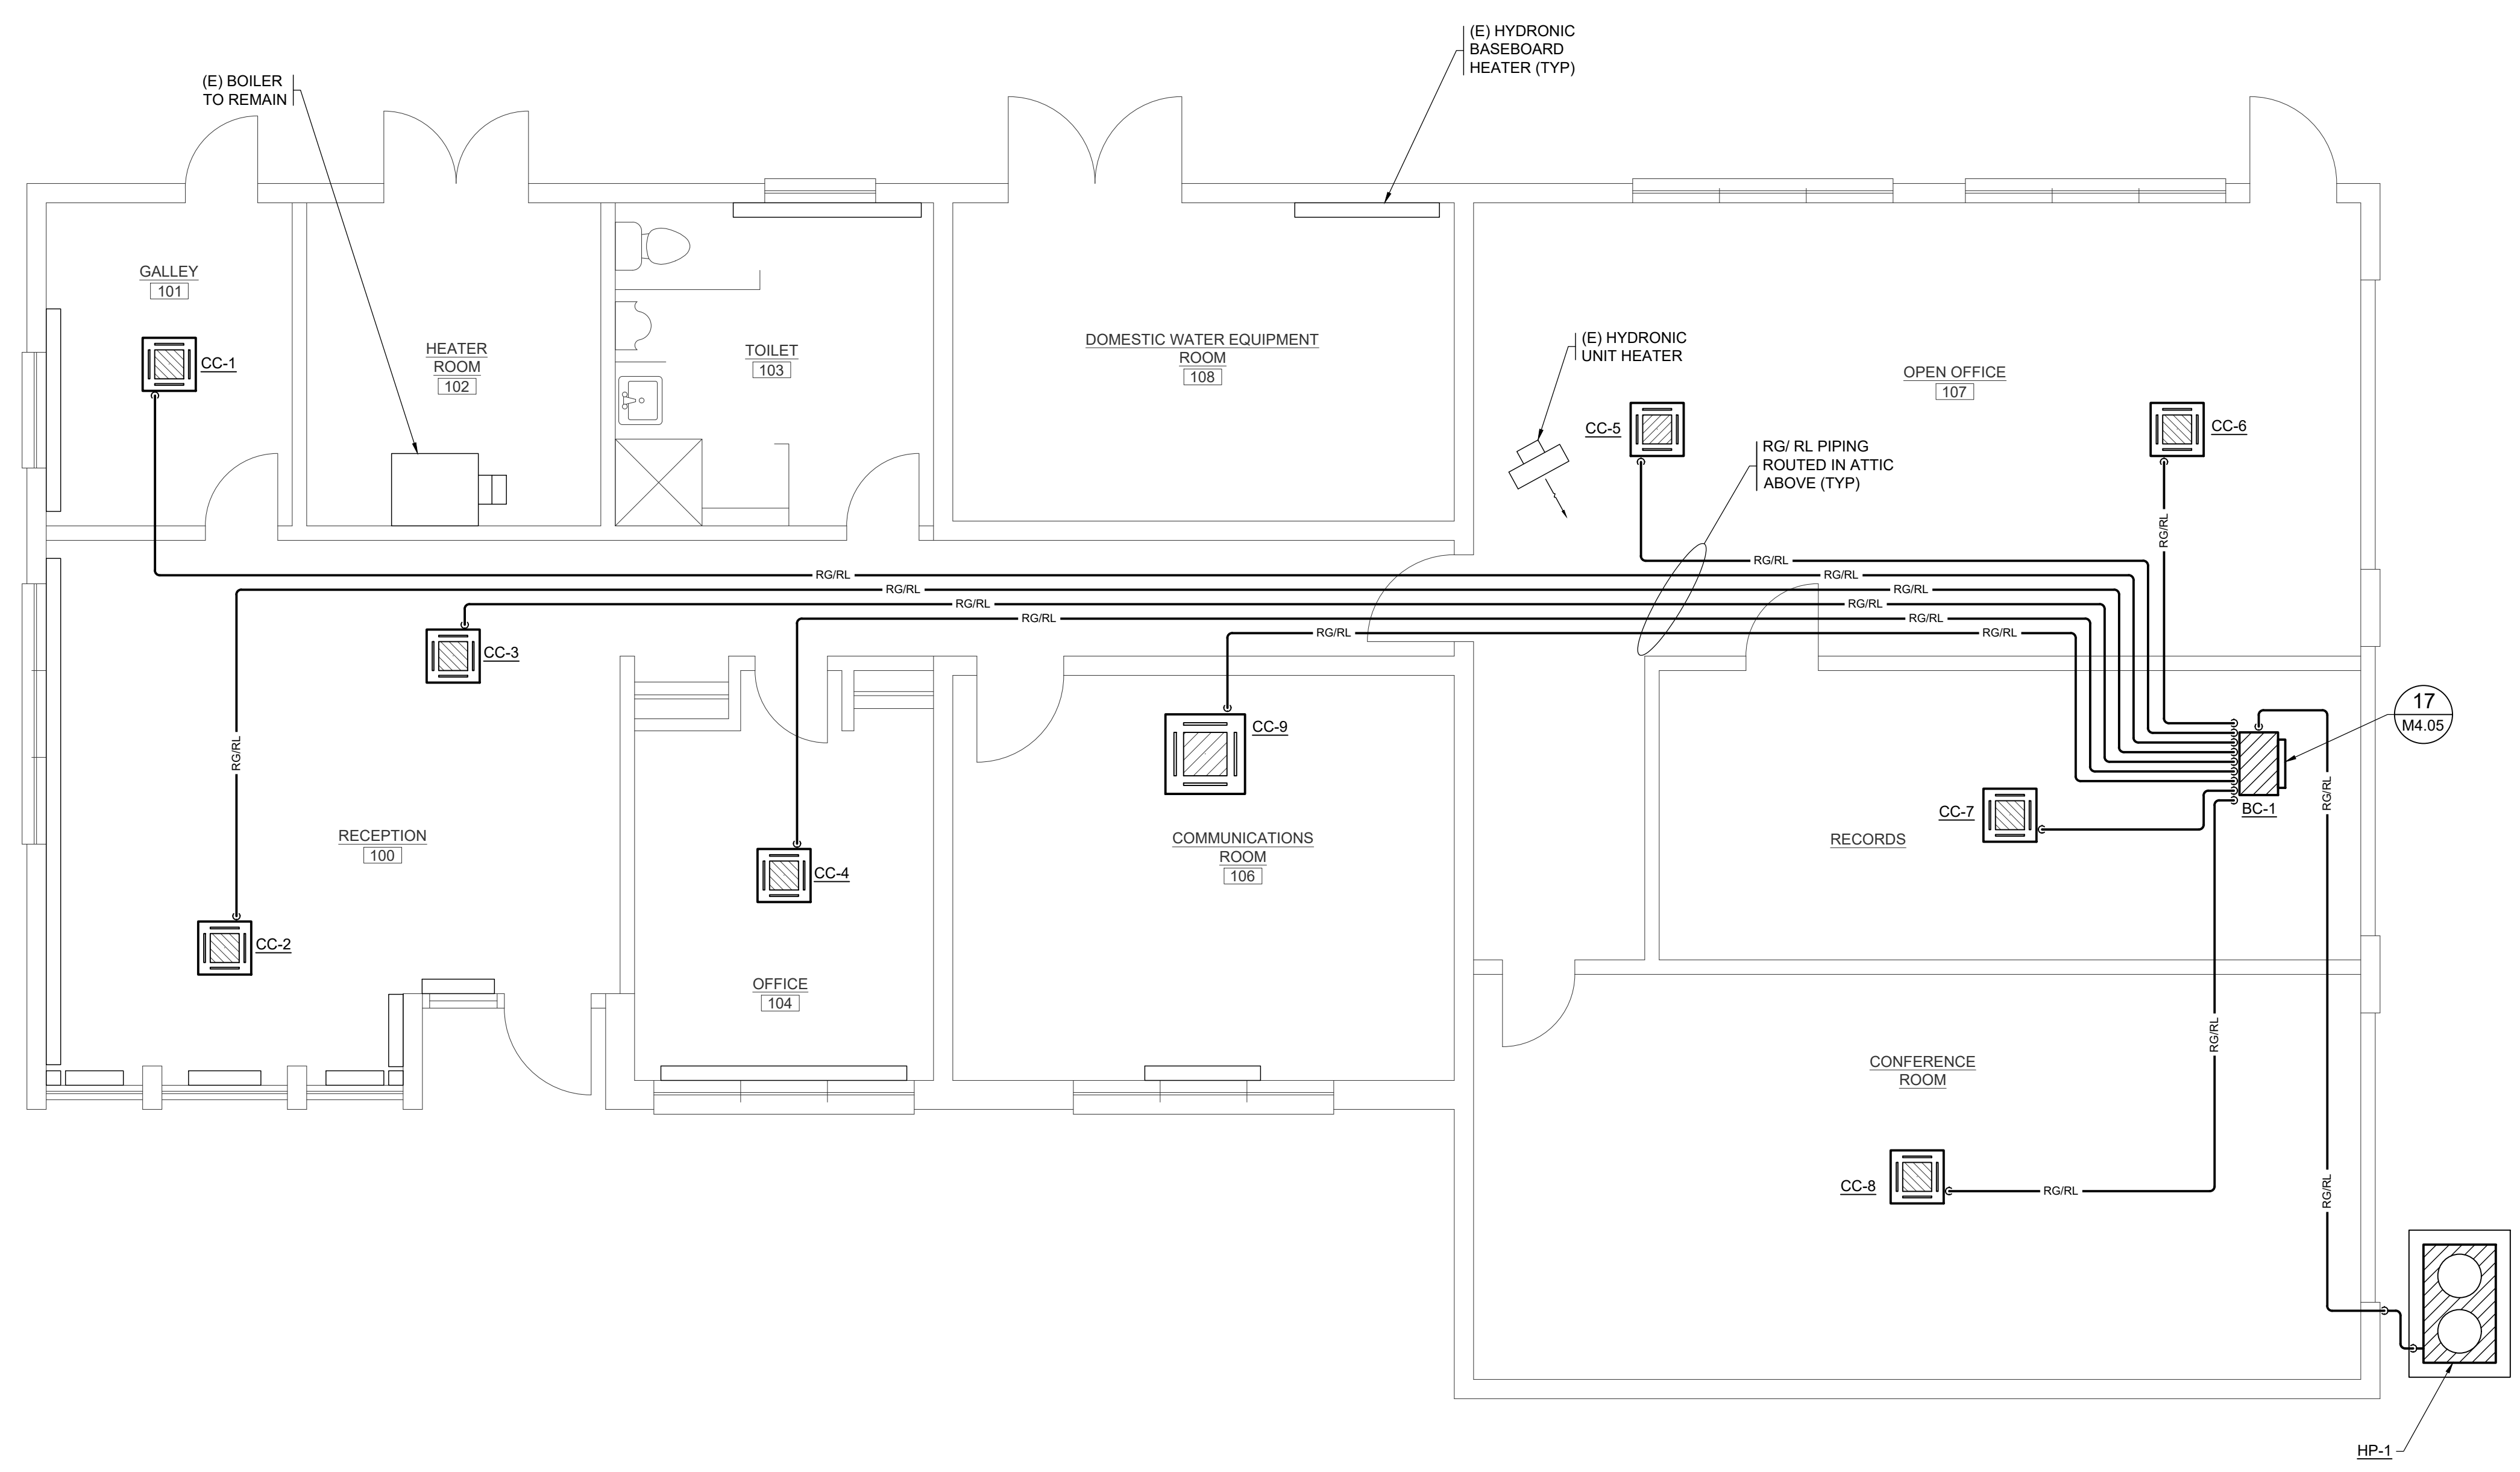 (E) HYDRONIC
BASEBOARD
HEATER (TYP)
(E) BOILER
TO REMAIN
GALLEY
101
CC-1
HEATER
ROOM
102
TOILET
103
DOMESTIC WATER EQUIPMENT
ROOM
108
(E) HYDRONIC
UNIT HEATER
OPEN OFFICE
107
CC-5
CC-6
RG/ RL PIPING
ROUTED IN ATTIC
ABOVE (TYP)
RG/RL
RG/RL
RG/RL
RG/RL
RG/RL
RG/RL
RG/RL
RG/RL
RG/RL
RG/RL
RG/RL
RG/RL
RG/RL
CC-3
RG/RL
CC-9
17
M4.05
RG/RL
BC-1
CC-7
RECORDS
RECEPTION
100
COMMUNICATIONS
ROOM
106
CC-4
CC-2
OFFICE
104
RG/RL
CONFERENCE
ROOM
CC-8
RG/RL
RG/RL
HP-1